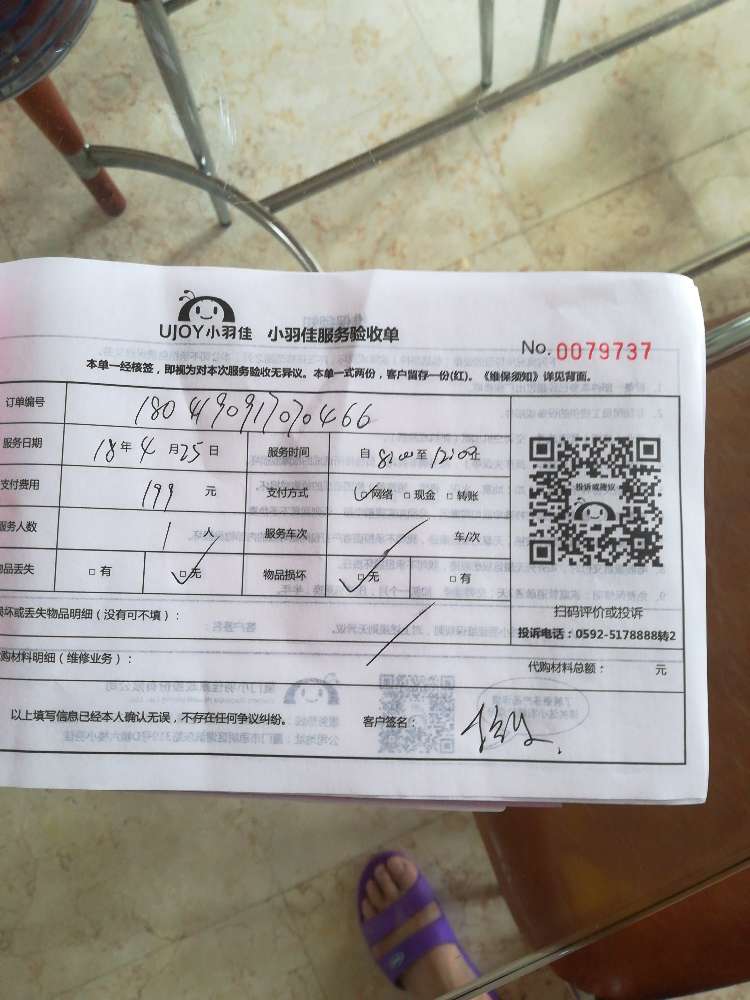 UJOY小羽佳 小羽佳服务验收单
No. 0079737
本单一经核签，即视为对本次服务验收无异议。本单一式两份，客户留存一份(红)。《维保须知》详见背面。
订单编号 1804190917070466
服务日期 18年4月25日 服务时间 自8:00至12:00止
支付费用 199元 支付方式 □网络 □现金 □转账
服务人数 1人 服务车次 车/次
物品丢失 □有 □无 物品损坏 □无 □有
投诉或建议
扫码评价或投诉
投诉电话：0592-5178888转2
损坏或丢失物品明细（没有可不填）：
购材料明细（维修业务）：
代购材料总额： 元
以上填写信息已经本人确认无误，不存在任何争议纠纷。 客户签名：